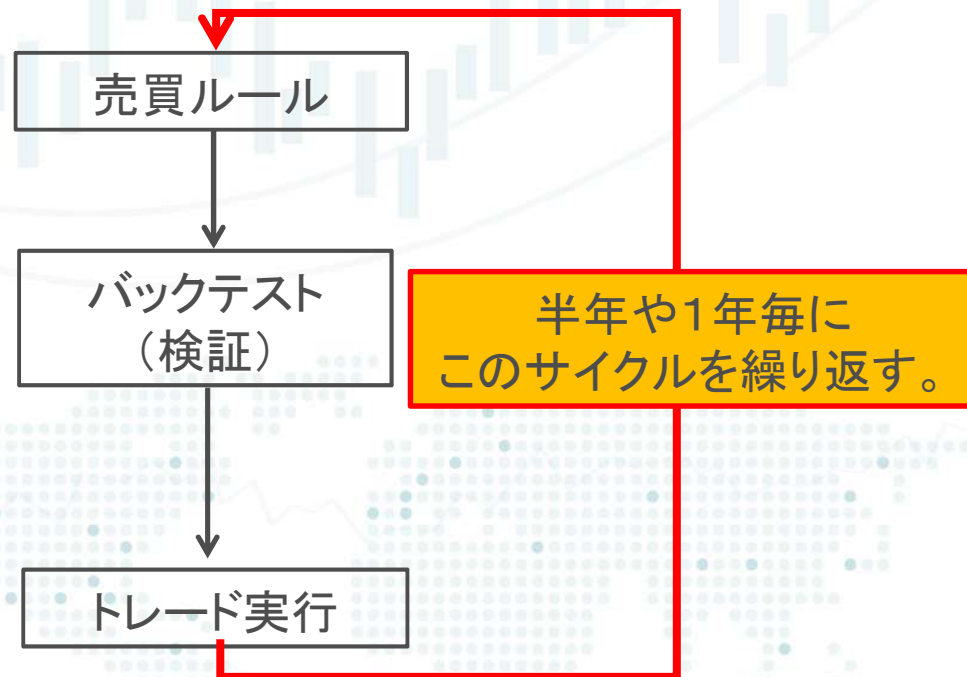 売買ルール
バックテスト
（検証）
半年や1年毎に
このサイクルを繰り返す。
トレード実行